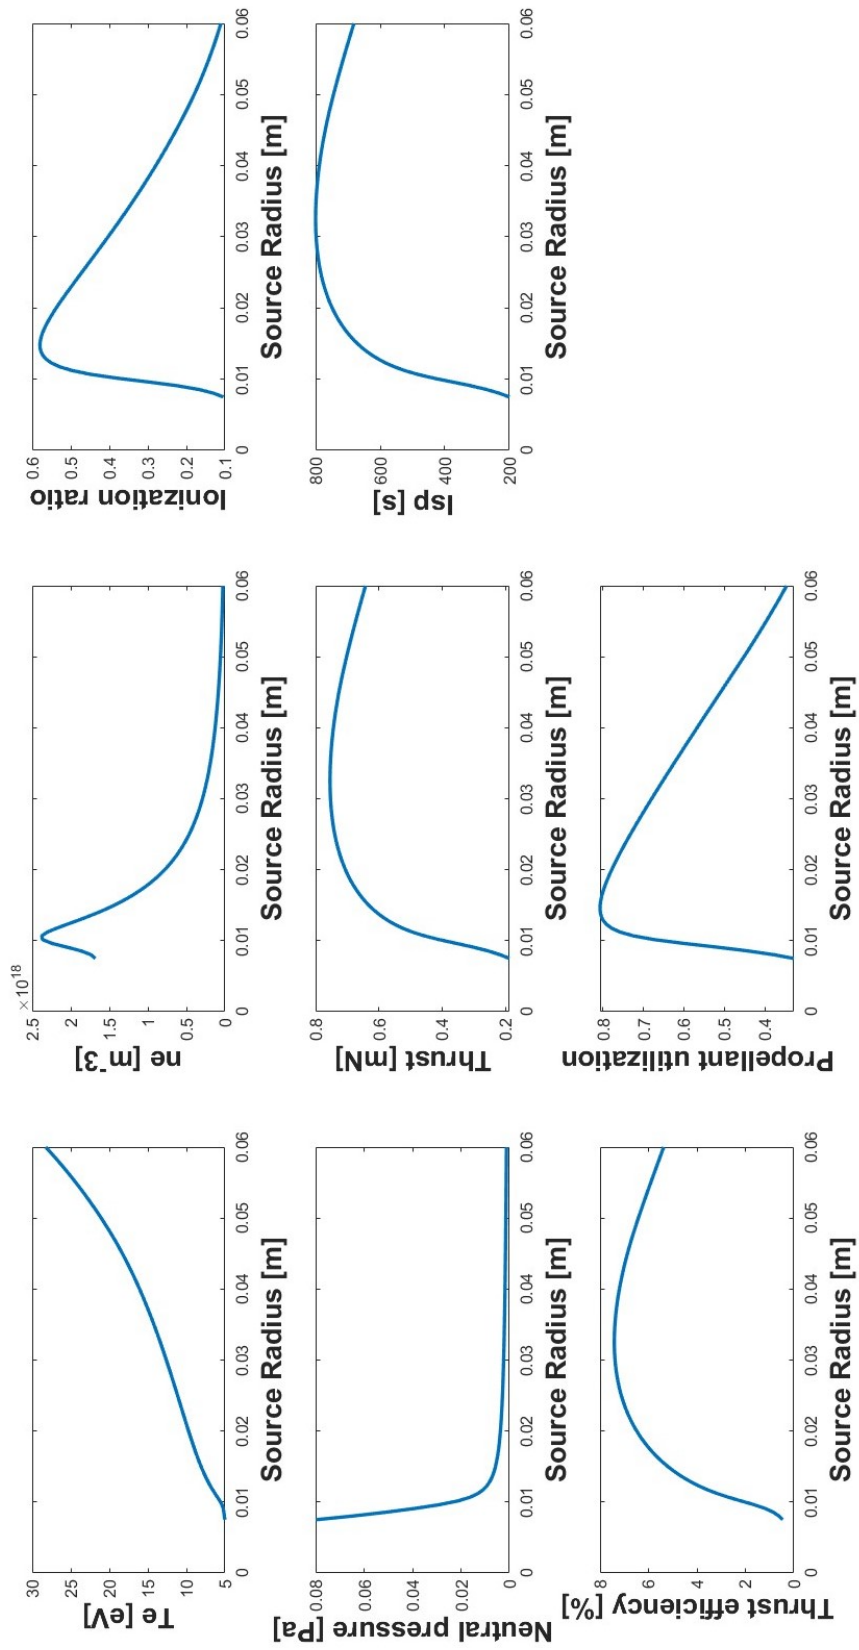 Te [eV]
30
25
20
15
10
5
0 0.01 0.02 0.03 0.04 0.05 0.06
Source Radius [m]
ne [m⁻3]
×10¹⁸
2.5
2
1.5
1
0.5
0
0 0.01 0.02 0.03 0.04 0.05 0.06
Source Radius [m]
Ionization ratio
0.6
0.5
0.4
0.3
0.2
0.1
0 0.01 0.02 0.03 0.04 0.05 0.06
Source Radius [m]
Neutral pressure [Pa]
0.08
0.06
0.04
0.02
0
0 0.01 0.02 0.03 0.04 0.05 0.06
Source Radius [m]
Thrust [mN]
0.8
0.6
0.4
0.2
0 0.01 0.02 0.03 0.04 0.05 0.06
Source Radius [m]
Isp [s]
800
600
400
200
0 0.01 0.02 0.03 0.04 0.05 0.06
Source Radius [m]
Thrust efficiency [%]
8
6
4
2
0
0 0.01 0.02 0.03 0.04 0.05 0.06
Source Radius [m]
Propellant utilization
0.8
0.7
0.6
0.5
0.4
0 0.01 0.02 0.03 0.04 0.05 0.06
Source Radius [m]